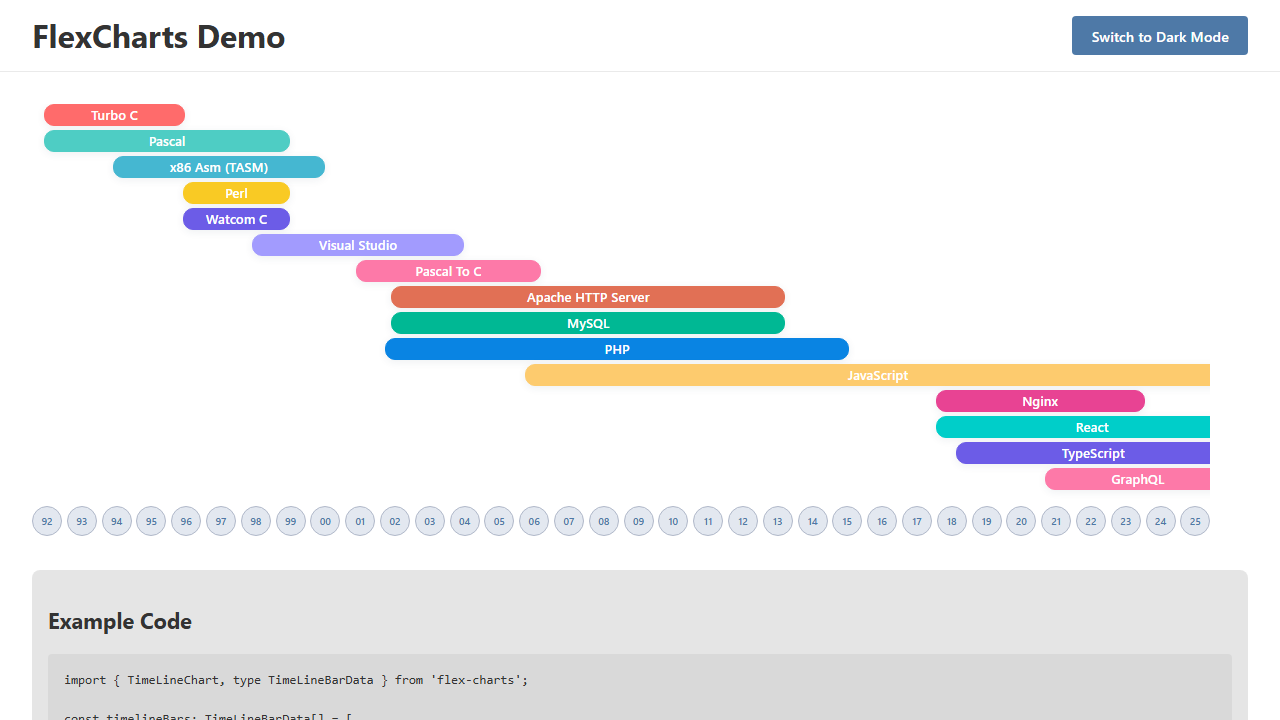 FlexCharts Demo
Switch to Dark Mode
Turbo C
Pascal
x86 Asm (TASM)
Perl
Watcom C
Visual Studio
Pascal To C
Apache HTTP Server
MySQL
PHP
JavaScript
Nginx
React
TypeScript
GraphQL
92 93 94 95 96 97 98 99 00 01 02 03 04 05 06 07 08 09 10 11 12 13 14 15 16 17 18 19 20 21 22 23 24 25
Example Code
import { TimeLineChart, type TimeLineBarData } from 'flex-charts';
const timelineBars: TimeLineBarData[] = [